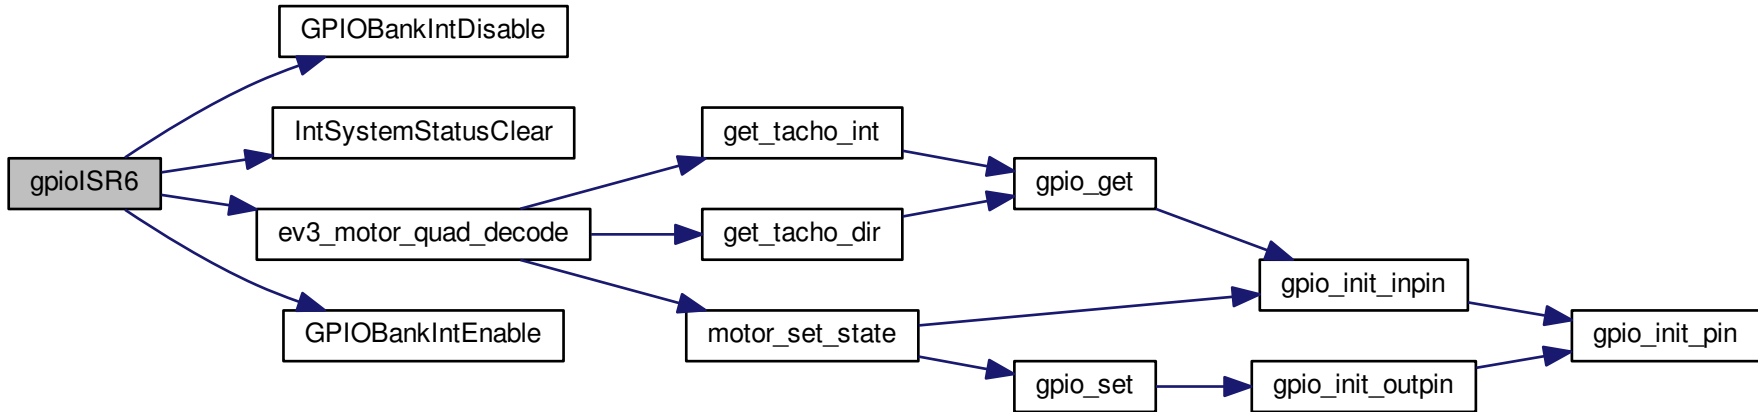 GPIOBankIntDisable
IntSystemStatusClear
get_tacho_int
gpioISR6
gpio_get
ev3_motor_quad_decode
get_tacho_dir
gpio_init_inpin
GPIOBankIntEnable
motor_set_state
gpio_init_pin
gpio_set
gpio_init_outpin